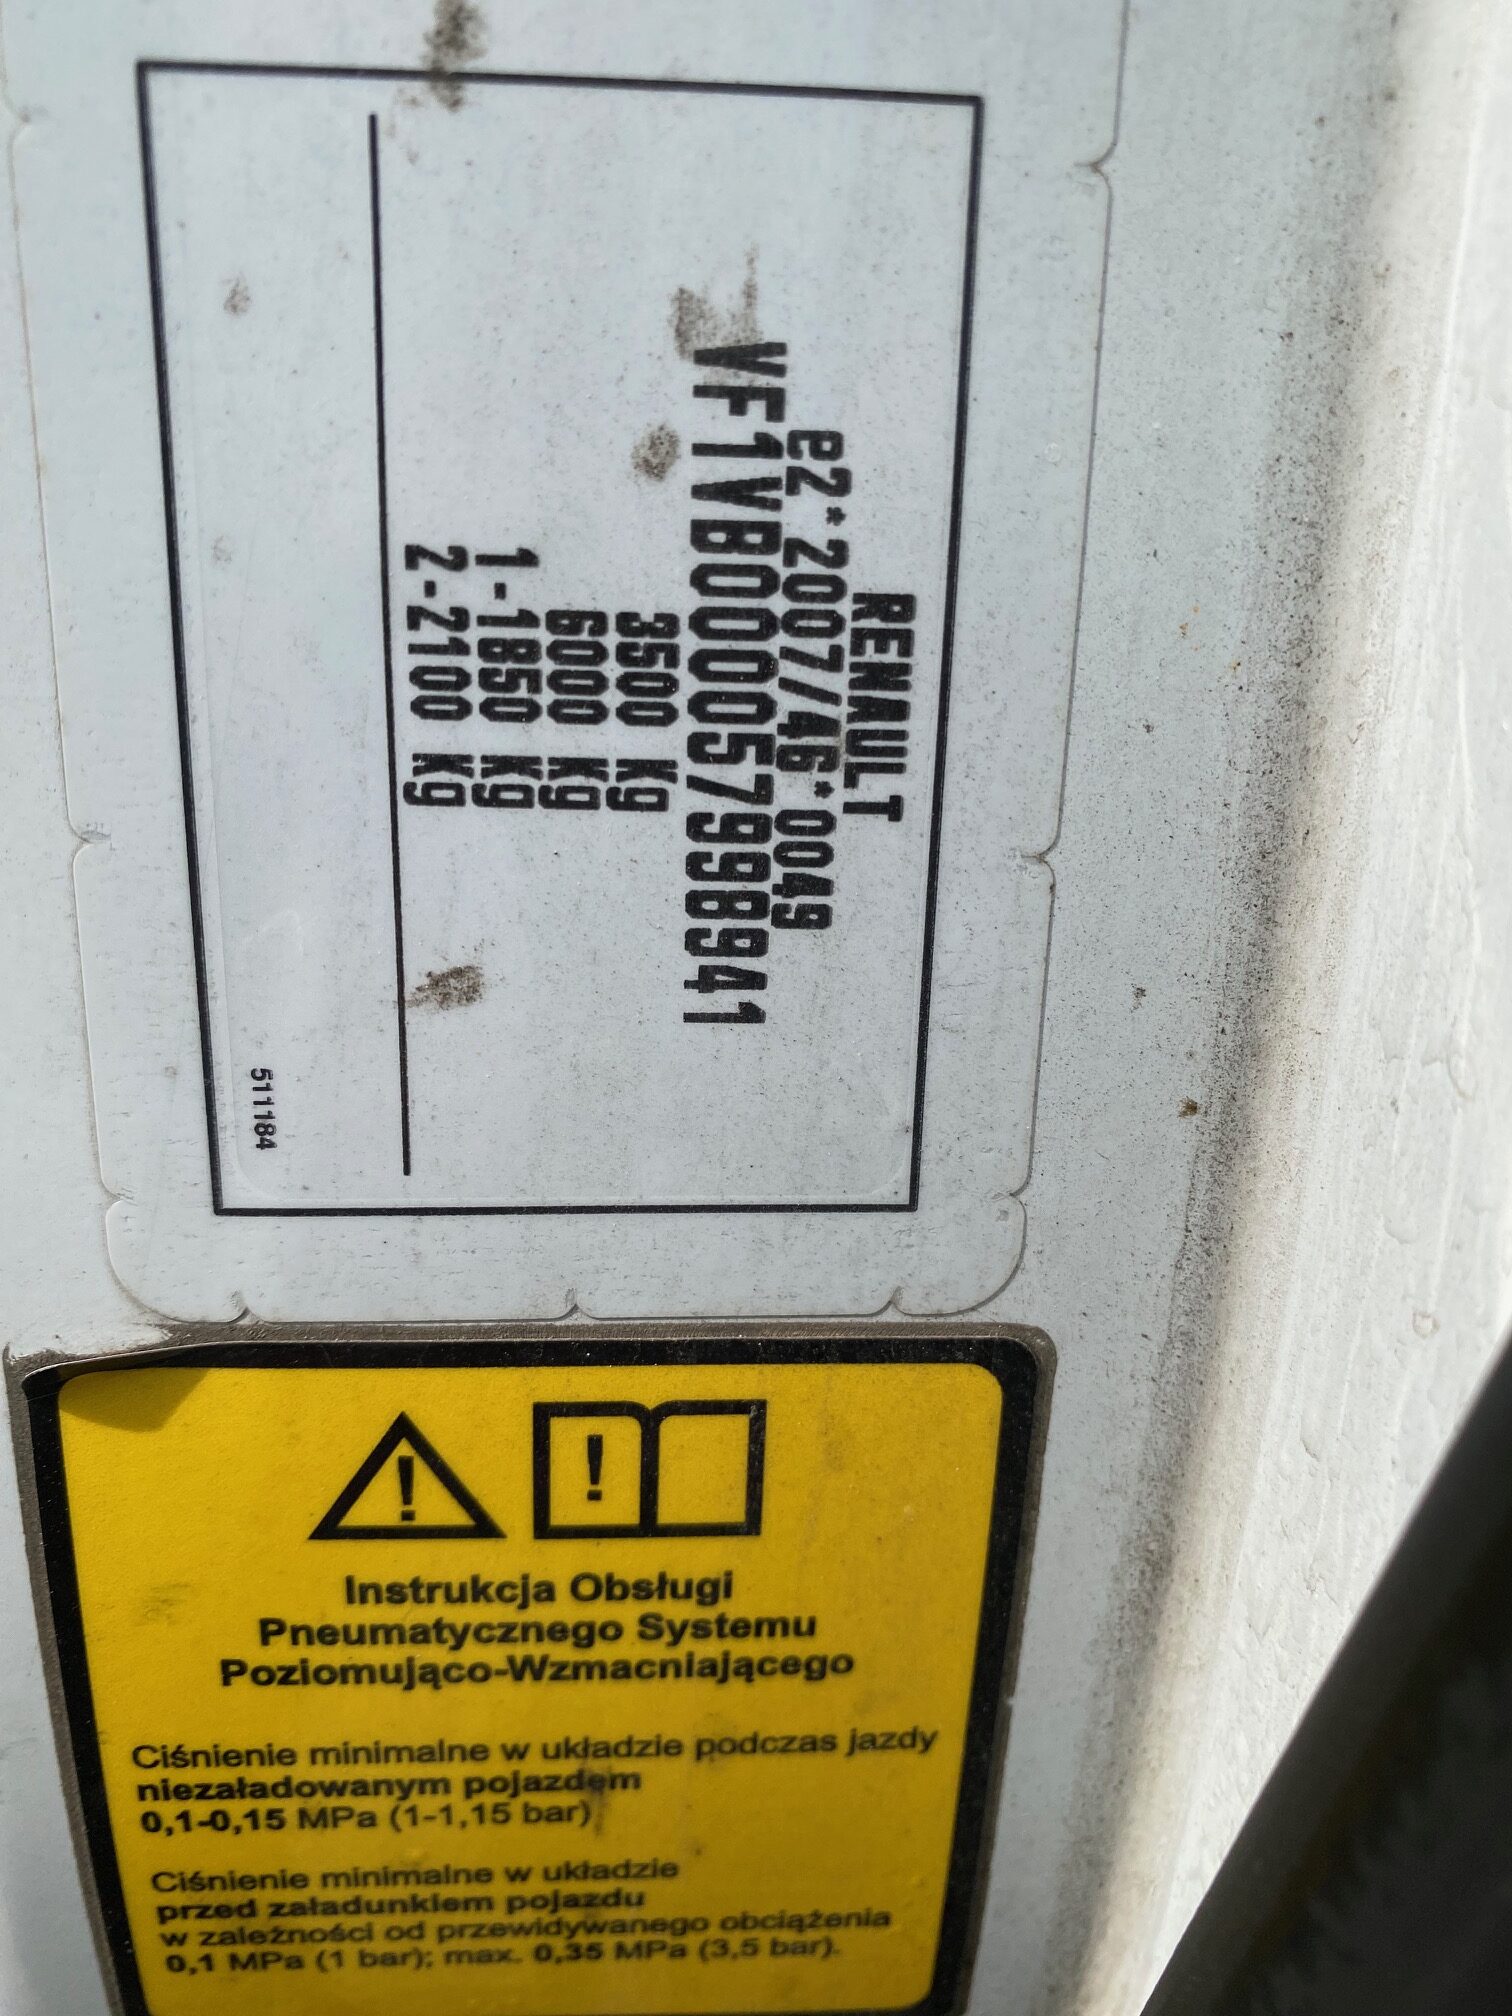 RENAULT
e2*2007/46*0049
VF1VB000057998941
3500 kg
6000 kg
1-1850 kg
2-2100 kg
511184
Instrukcja Obsługi
Pneumatycznego Systemu
Poziomująco-Wzmacniającego
Ciśnienie minimalne w układzie podczas jazdy
niezaładowanym pojazdem
0,1-0,15 MPa (1-1,15 bar)
Ciśnienie minimalne w układzie
przed załadunkiem pojazdu
w zależności od przewidywanego obciążenia
0,1 MPa (1 bar); max. 0,35 MPa (3,5 bar).